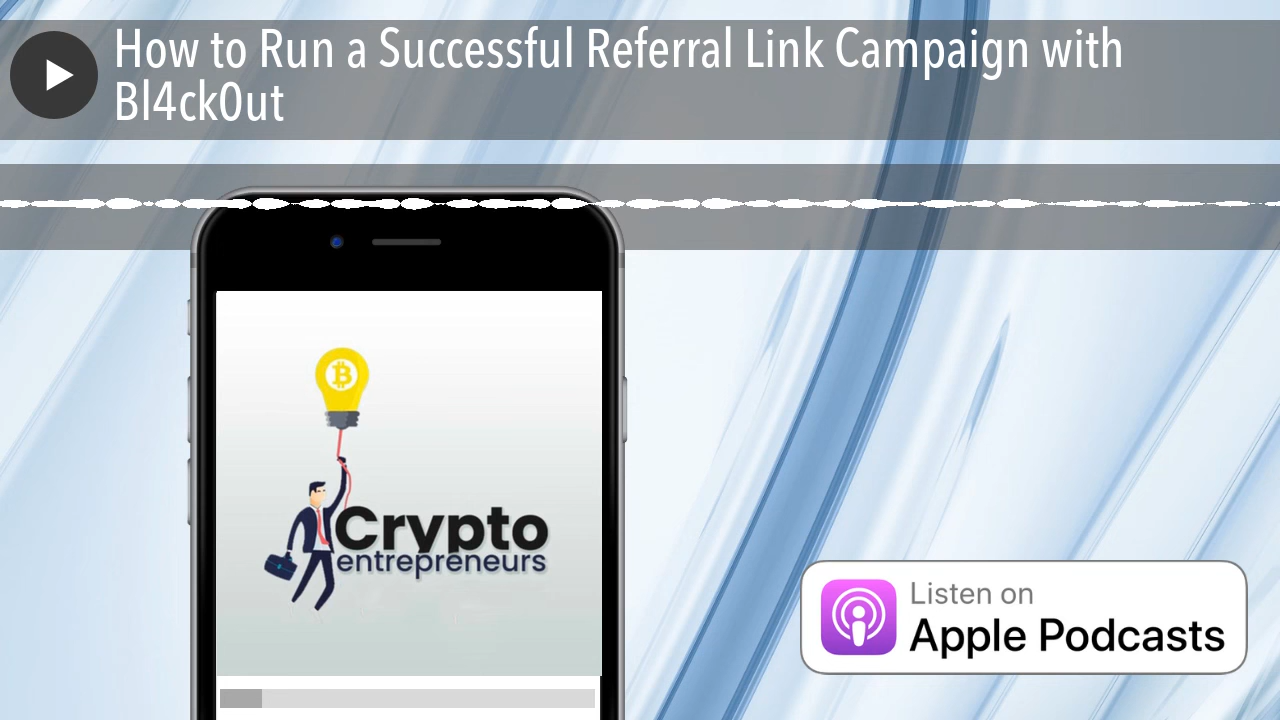 How to Run a Successful Referral Link Campaign with
Bl4ck0ut
Crypto
entrepreneurs
Listen on
Apple Podcasts